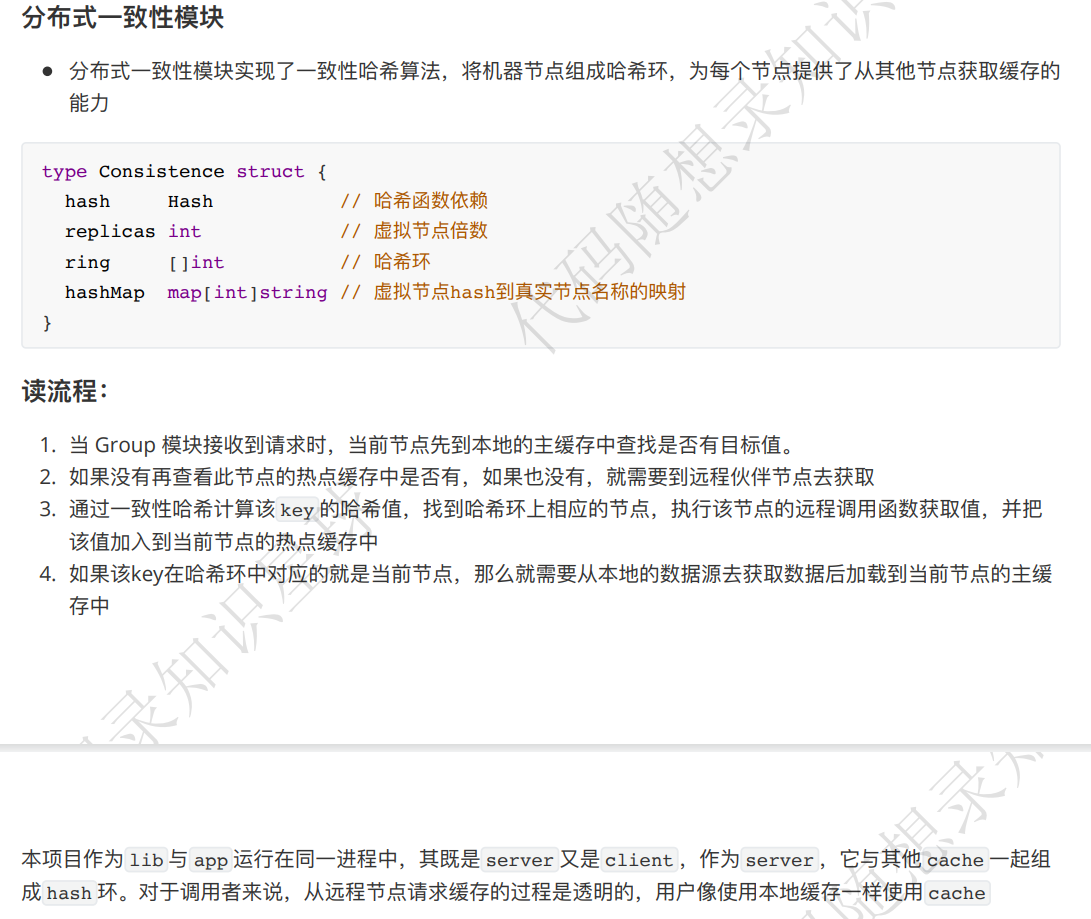 分布式一致性模块
● 分布式一致性模块实现了一致性哈希算法，将机器节点组成哈希环，为每个节点提供了从其他节点获取缓存的
能力
type Consistence struct {
hash Hash // 哈希函数依赖
replicas int // 虚拟节点倍数
ring []int // 哈希环
hashMap map[int]string // 虚拟节点hash到真实节点名称的映射
}
读流程：
1. 当 Group 模块接收到请求时，当前节点先到本地的主缓存中查找是否有目标值。
2. 如果没有再查看此节点的热点缓存中是否有，如果也没有，就需要到远程伙伴节点去获取
3. 通过一致性哈希计算该 key 的哈希值，找到哈希环上相应的节点，执行该节点的远程调用函数获取值，并把
该值加入到当前节点的热点缓存中
4. 如果该key在哈希环中对应的就是当前节点，那么就需要从本地的数据源去获取数据后加载到当前节点的主缓
存中
本项目作为 lib 与 app 运行在同一进程中，其既是 server 又是 client ，作为 server ，它与其他 cache 一起组
成 hash 环。对于调用者来说，从远程节点请求缓存的过程是透明的，用户像使用本地缓存一样使用 cache
代码随想录知识
码录知识星球
随想录知